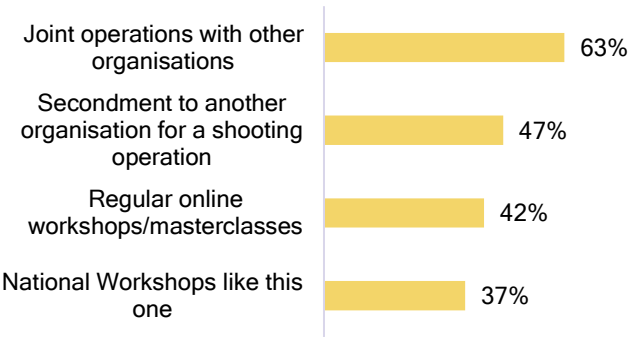 Joint operations with other
organisations
63%
Secondment to another
organisation for a shooting
operation
47%
Regular online
workshops/masterclasses
42%
National Workshops like this
one
37%